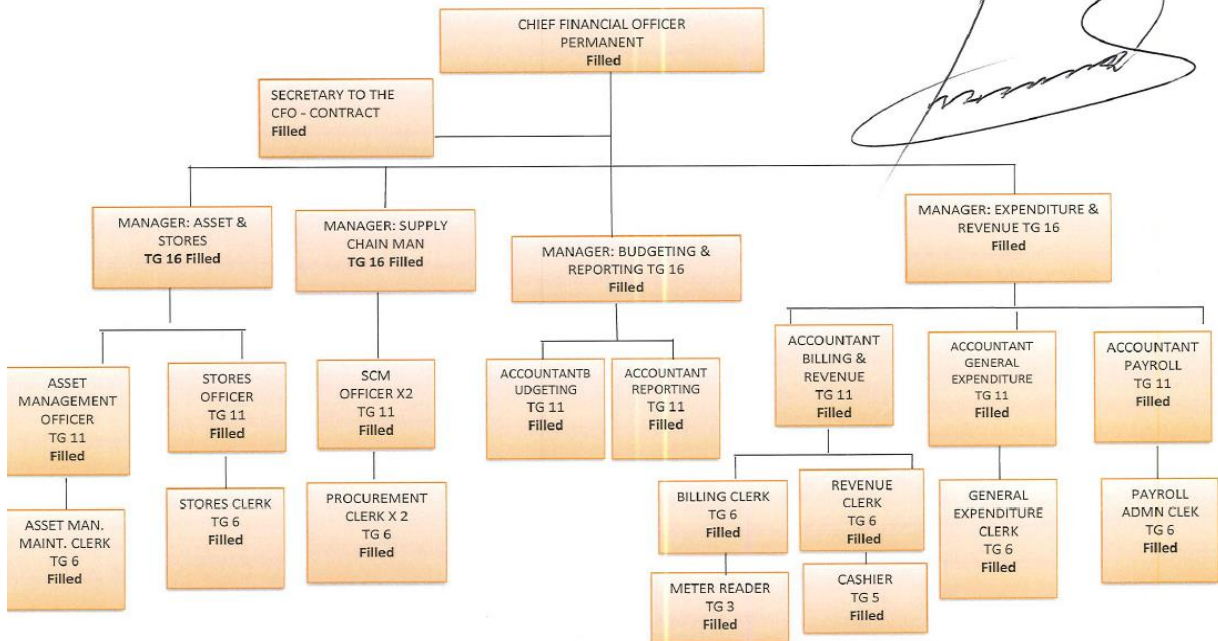 CHIEF FINANCIAL OFFICER
PERMANENT
Filled
SECRETARY TO THE
CFO - CONTRACT
Filled
MANAGER: ASSET &
STORES
TG 16 Filled
MANAGER: SUPPLY
CHAIN MAN
TG 16 Filled
MANAGER: BUDGETING &
REPORTING TG 16
Filled
MANAGER: EXPENDITURE &
REVENUE TG 16
Filled
ASSET
MANAGEMENT
OFFICER
TG 11
Filled
STORES
OFFICER
TG 11
Filled
SCM
OFFICER X2
TG 11
Filled
ACCOUNTANTB
UDGETING
TG 11
Filled
ACCOUNTANT
REPORTING
TG 11
Filled
ACCOUNTANT
BILLING &
REVENUE
TG 11
Filled
ACCOUNTANT
GENERAL
EXPENDITURE
TG 11
Filled
ACCOUNTANT
PAYROLL
TG 11
Filled
ASSET MAN.
MAINT. CLERK
TG 6
Filled
STORES CLERK
TG 6
Filled
PROCUREMENT
CLERK X 2
TG 6
Filled
BILLING CLERK
TG 6
Filled
REVENUE
CLERK
TG 6
Filled
GENERAL
EXPENDITURE
CLERK
TG 6
Filled
PAYROLL
ADMN CLEK
TG 6
Filled
METER READER
TG 3
Filled
CASHIER
TG 5
Filled